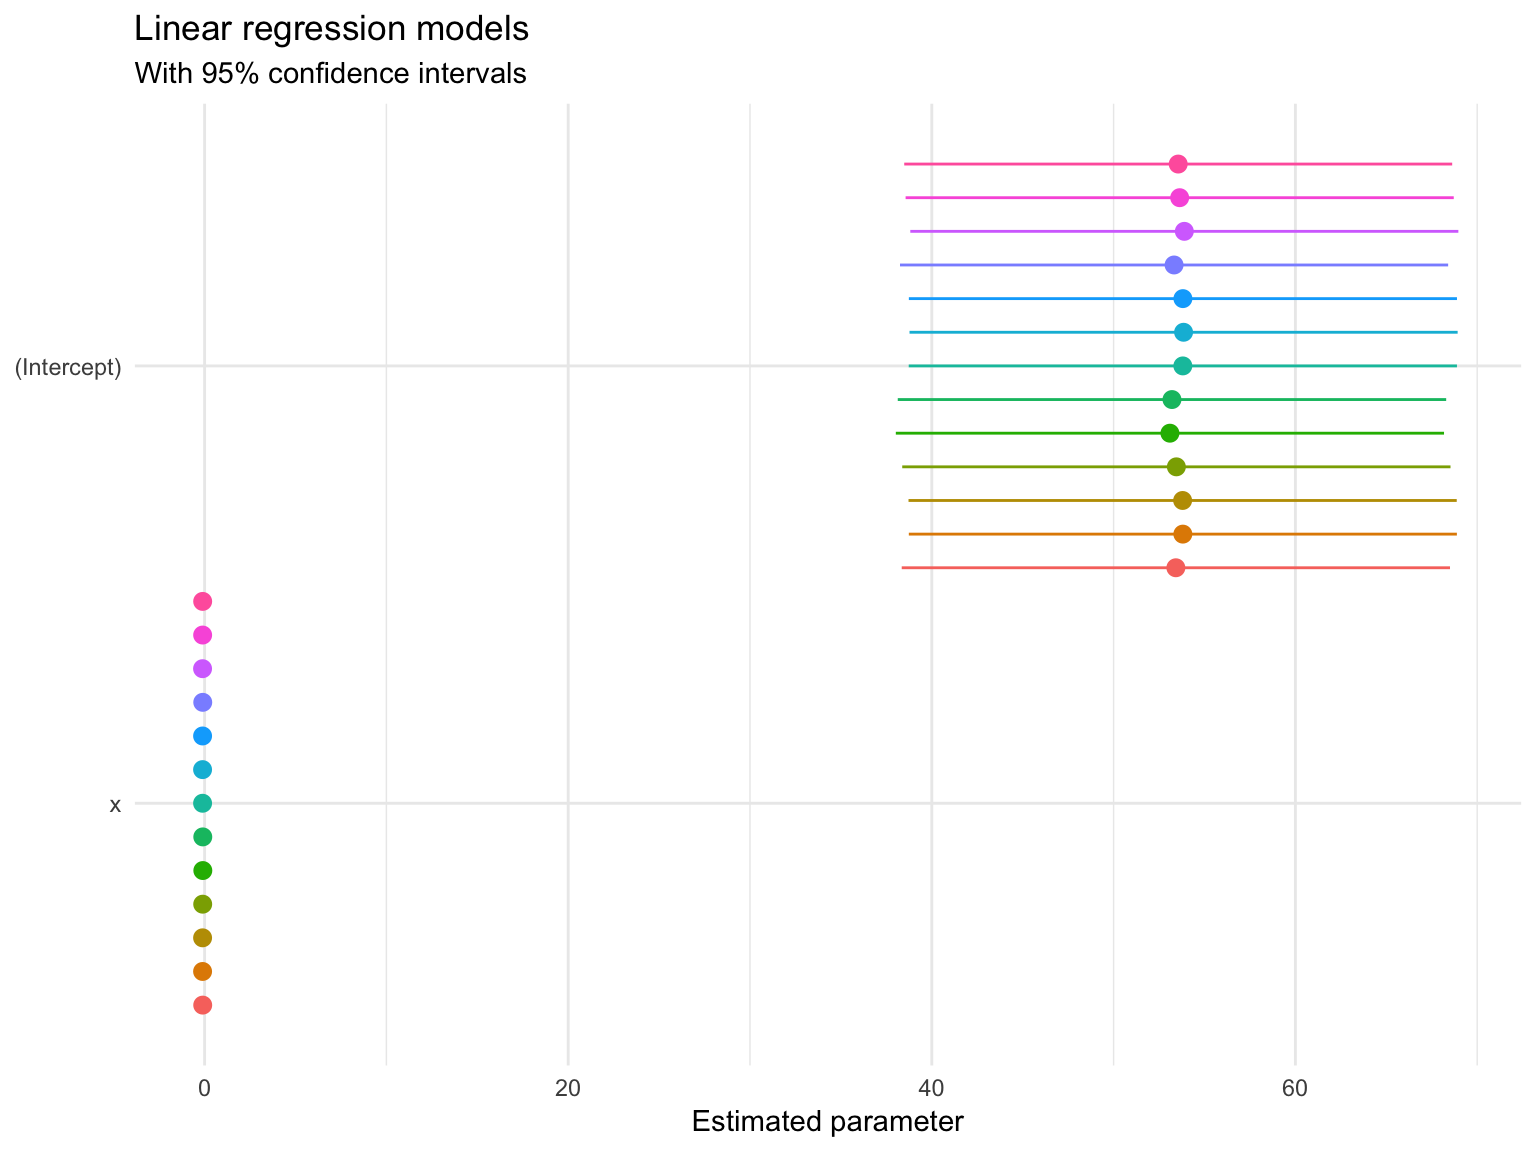 Linear regression models
With 95% confidence intervals
(Intercept)
x
0 20 40 60
Estimated parameter